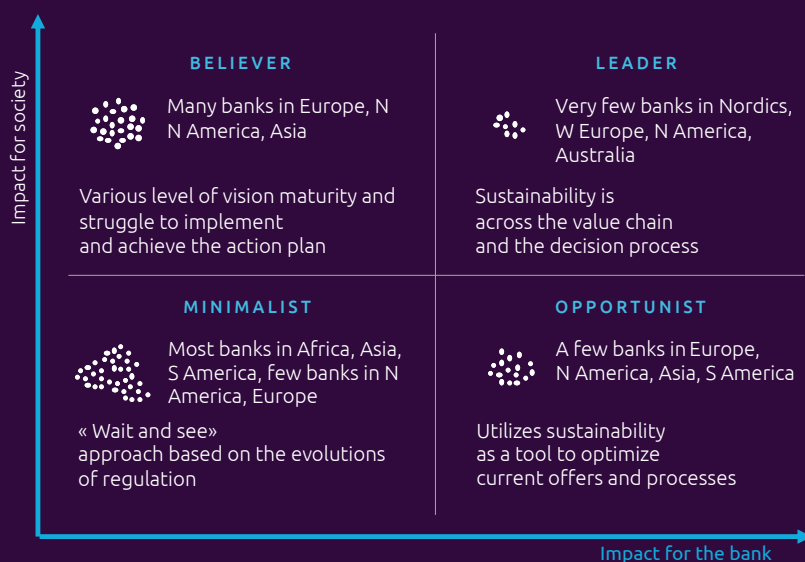 Impact for society
BELIEVER
Many banks in Europe, N
N America, Asia
Various level of vision maturity and
struggle to implement
and achieve the action plan
LEADER
Very few banks in Nordics,
W Europe, N America,
Australia
Sustainability is
across the value chain
and the decision process
MINIMALIST
Most banks in Africa, Asia,
S America, few banks in N
America, Europe
« Wait and see»
approach based on the evolutions
of regulation
OPPORTUNIST
A few banks in Europe,
N America, Asia, S America
Utilizes sustainability
as a tool to optimize
current offers and processes
Impact for the bank